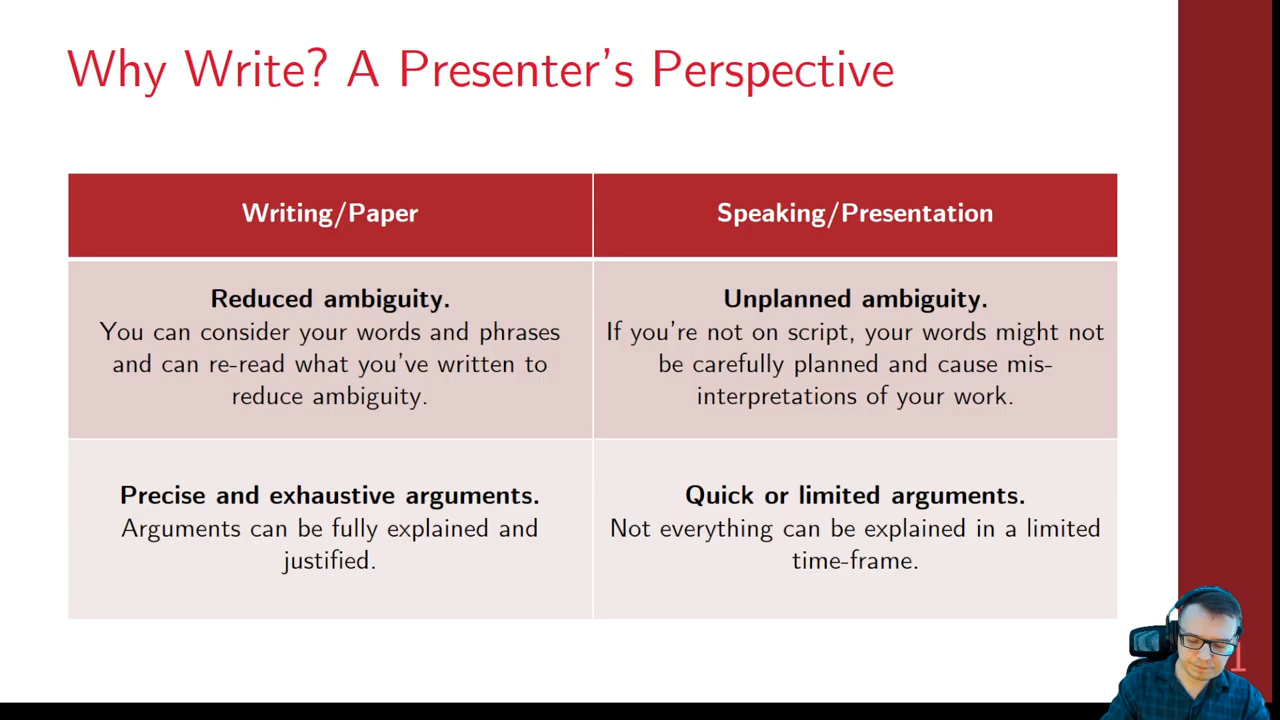 Why Write? A Presenter's Perspective
Writing/Paper
Speaking/Presentation
Reduced ambiguity.
You can consider your words and phrases
and can re-read what you've written to
reduce ambiguity.
Unplanned ambiguity.
If you're not on script, your words might not
be carefully planned and cause mis-
interpretations of your work.
Precise and exhaustive arguments.
Arguments can be fully explained and
justified.
Quick or limited arguments.
Not everything can be explained in a limited
time-frame.